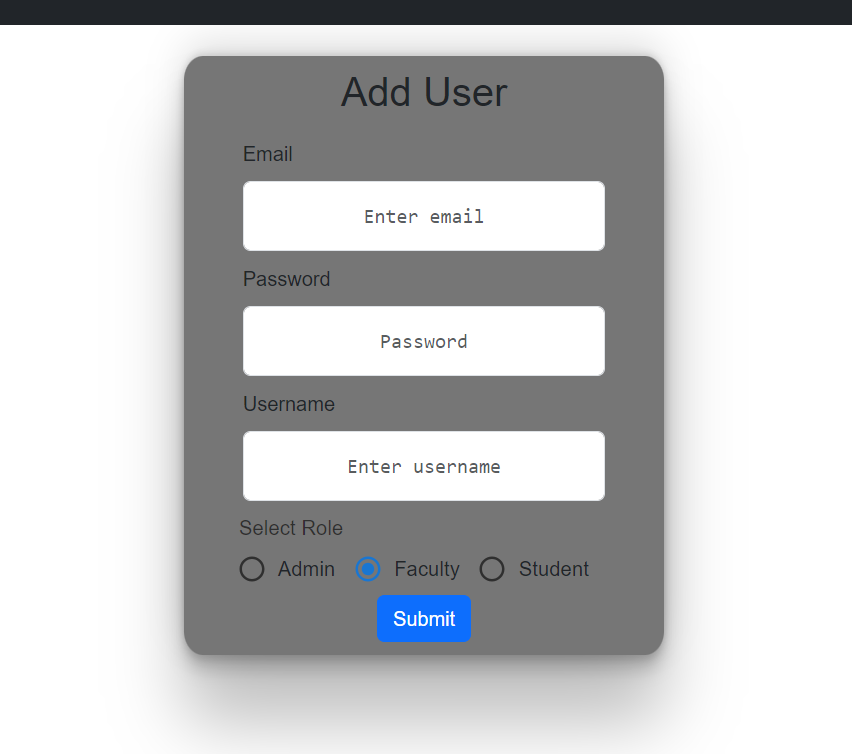 Add User
Email
Enter email
Password
Password
Username
Enter username
Select Role
Admin Faculty Student
Submit